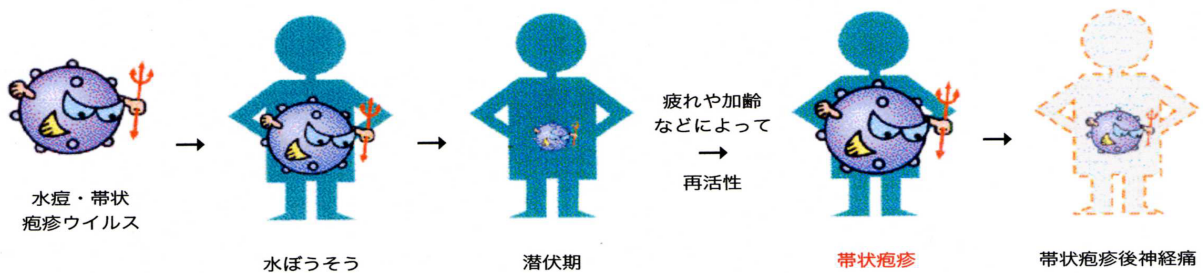 水痘・帯状
疱疹ウイルス
水ぼうそう
潜伏期
疲れや加齢
などによって
再活性
帯状疱疹
帯状疱疹後神経痛